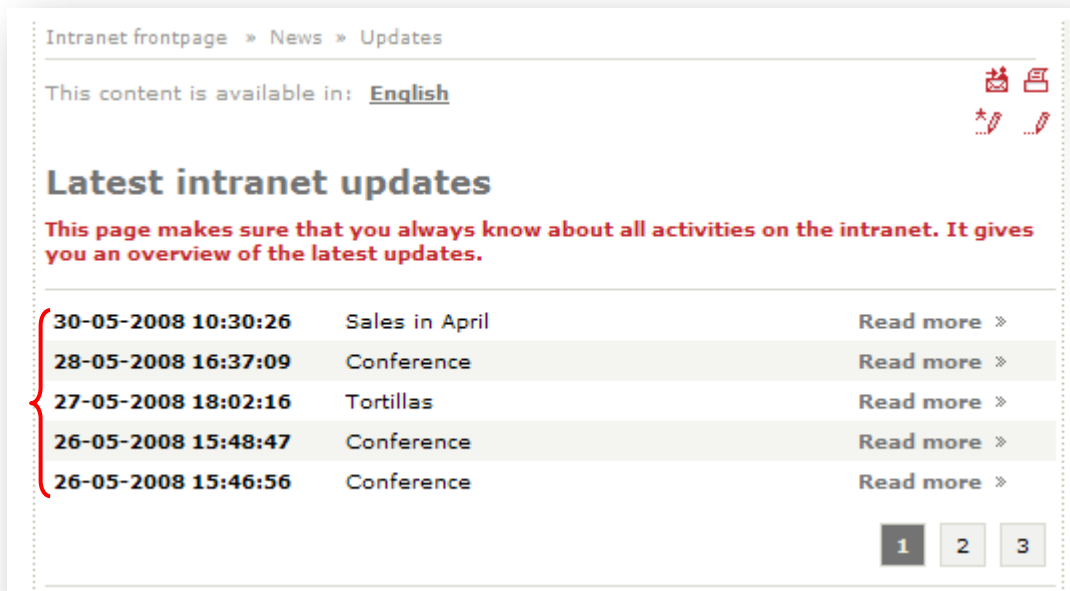 Intranet frontpage » News » Updates
This content is available in: English
Latest intranet updates
This page makes sure that you always know about all activities on the intranet. It gives
you an overview of the latest updates.
30-05-2008 10:30:26 Sales in April Read more »
28-05-2008 16:37:09 Conference Read more »
27-05-2008 18:02:16 Tortillas Read more »
26-05-2008 15:48:47 Conference Read more »
26-05-2008 15:46:56 Conference Read more »
1 2 3